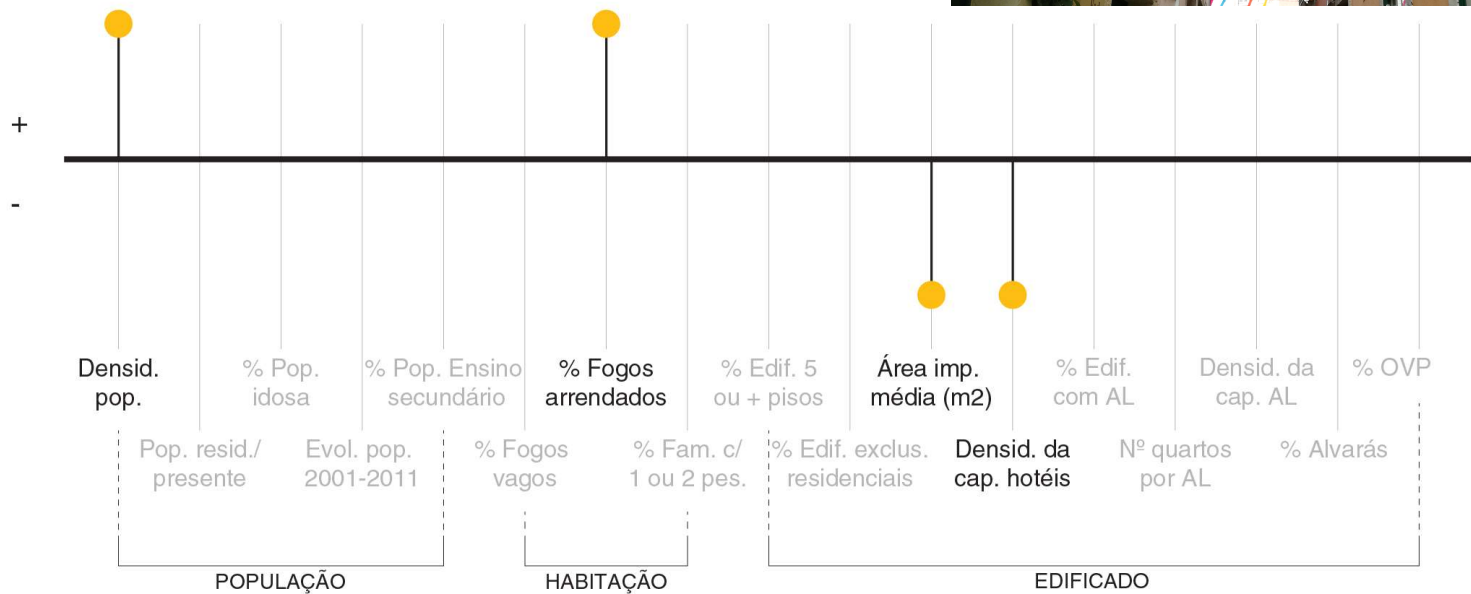 +
-
Densid.
pop.
% Pop.
idosa
% Pop. Ensino
secundário
% Fogos
arrendados
% Edif. 5
ou + pisos
Área imp.
média (m2)
% Edif.
com AL
Densid. da
cap. AL
% OVP
Pop. resid./
presente
Evol. pop.
2001-2011
% Fogos
vagos
% Fam. c/
1 ou 2 pes.
% Edif. exclus.
residenciais
Densid. da
cap. hotéis
Nº quartos
por AL
% Alvarás
POPULAÇÃO
HABITAÇÃO
EDIFICADO